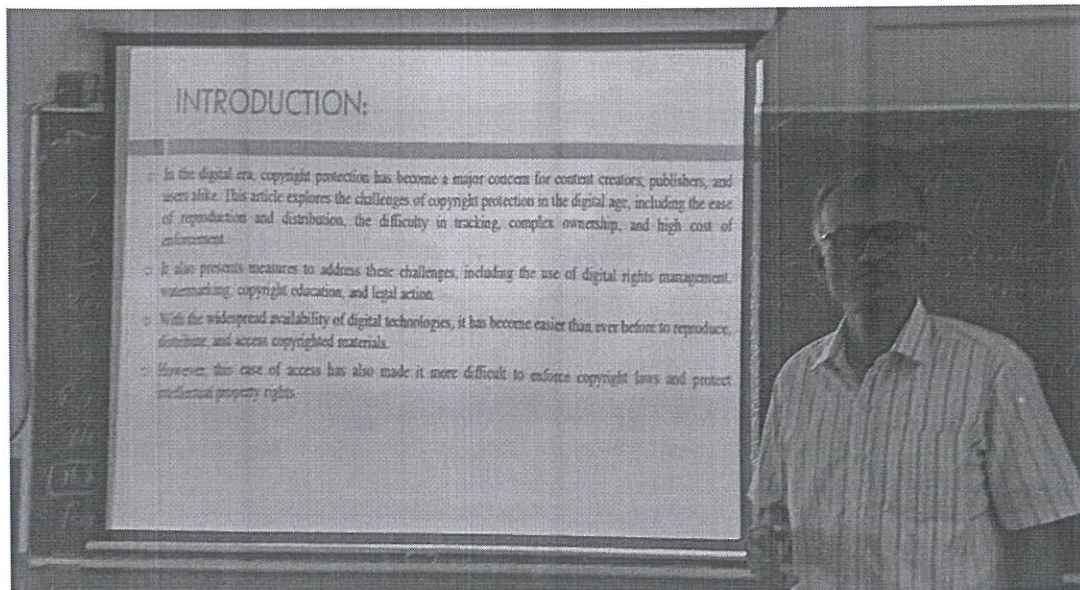 INTRODUCTION:
In the digital era, copyright protection has become a major concern for content creators, publishers, and
users alike. This article explores the challenges of copyright protection in the digital age, including the ease
of reproduction and distribution, the difficulty in tracking, complex ownership, and high cost of
enforcement.
It also presents measures to address these challenges, including the use of digital rights management,
watermarking, copyright education, and legal action.
With the widespread availability of digital technologies, it has become easier than ever before to reproduce,
distribute, and access copyrighted materials.
However, this ease of access has also made it more difficult to enforce copyright laws and protect
intellectual property rights.